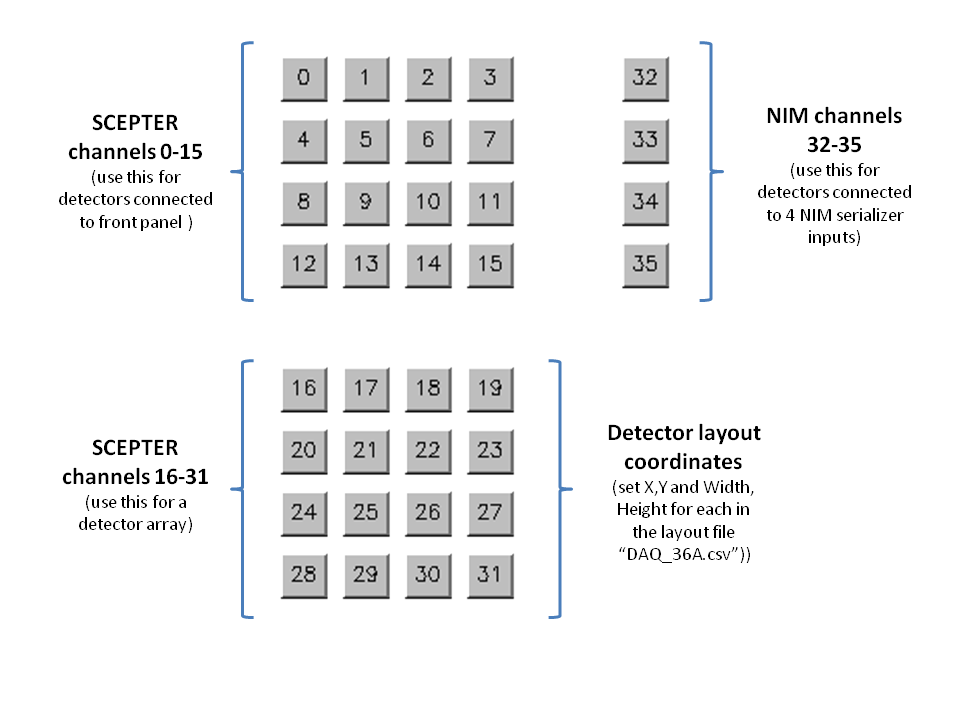 SCEPTER
channels 0-15
(use this for
detectors connected
to front panel )
0 1 2 3
4 5 6 7
8 9 10 11
12 13 14 15
32
33
34
35
NIM channels
32-35
(use this for
detectors connected
to 4 NIM serializer
inputs)
SCEPTER
channels 16-31
(use this for a
detector array)
16 17 18 19
20 21 22 23
24 25 26 27
28 29 30 31
Detector layout
coordinates
(set X,Y and Width,
Height for each in
the layout file
“DAQ_36A.csv”))